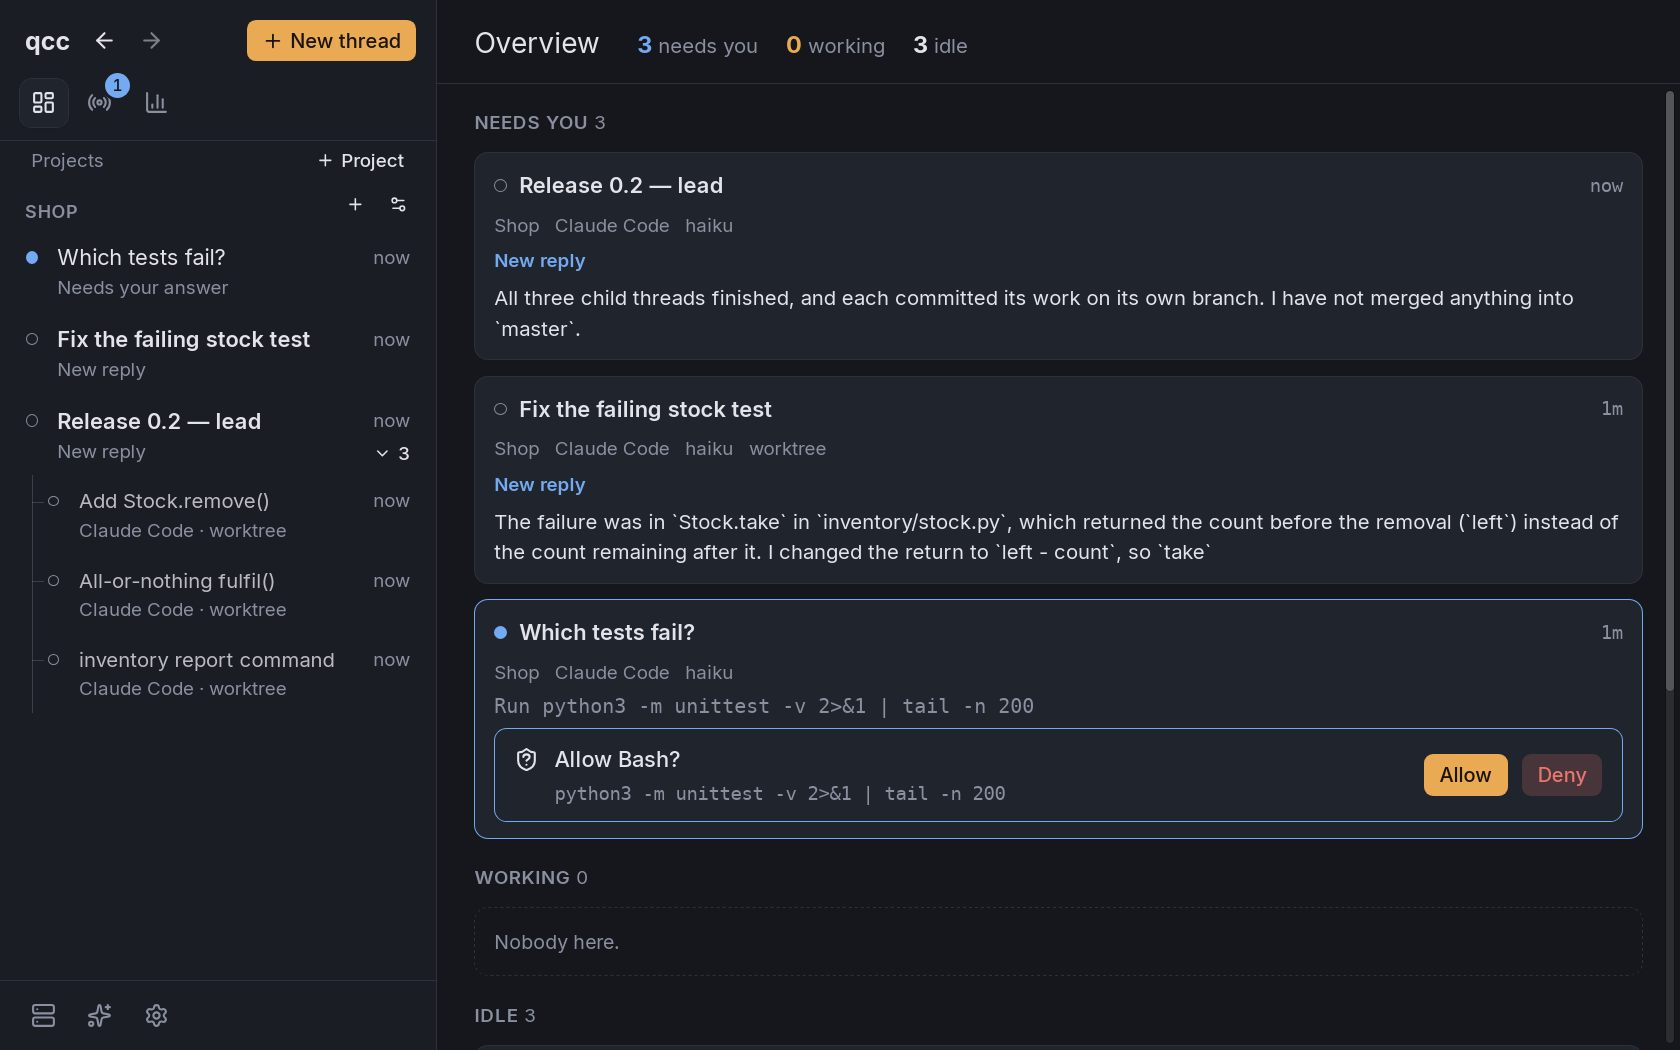 qcc
New thread
1
Projects
Project
SHOP
Which tests fail? now
Needs your answer
Fix the failing stock test now
New reply
Release 0.2 — lead now
New reply 3
Add Stock.remove() now
Claude Code · worktree
All-or-nothing fulfil() now
Claude Code · worktree
inventory report command now
Claude Code · worktree
Overview 3 needs you 0 working 3 idle
NEEDS YOU 3
Release 0.2 — lead now
Shop Claude Code haiku
New reply
All three child threads finished, and each committed its work on its own branch. I have not merged anything into
`master`.
Fix the failing stock test 1m
Shop Claude Code haiku worktree
New reply
The failure was in `Stock.take` in `inventory/stock.py`, which returned the count before the removal (`left`) instead of
the count remaining after it. I changed the return to `left - count`, so `take`
Which tests fail? 1m
Shop Claude Code haiku
Run python3 -m unittest -v 2>&1 | tail -n 200
Allow Bash?
python3 -m unittest -v 2>&1 | tail -n 200
Allow Deny
WORKING 0
Nobody here.
IDLE 3